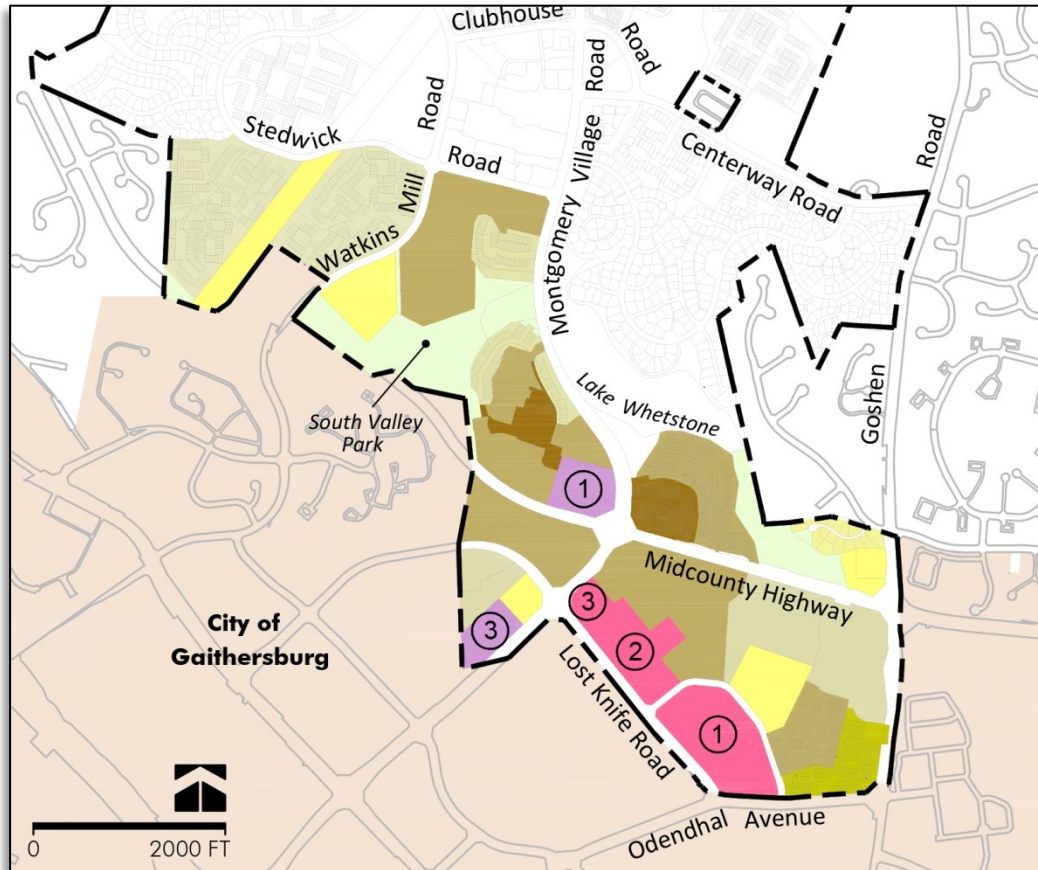 Clubhouse
Road
Road
Road
Stedwick
Road
Mill
Watkins
Montgomery Village
Centerway Road
Road
Goshen
South Valley
Park
Lake Whetstone
1
Midcounty Highway
3
3
2
1
City of
Gaithersburg
Lost Knife Road
Odendhal Avenue
0 2000 FT